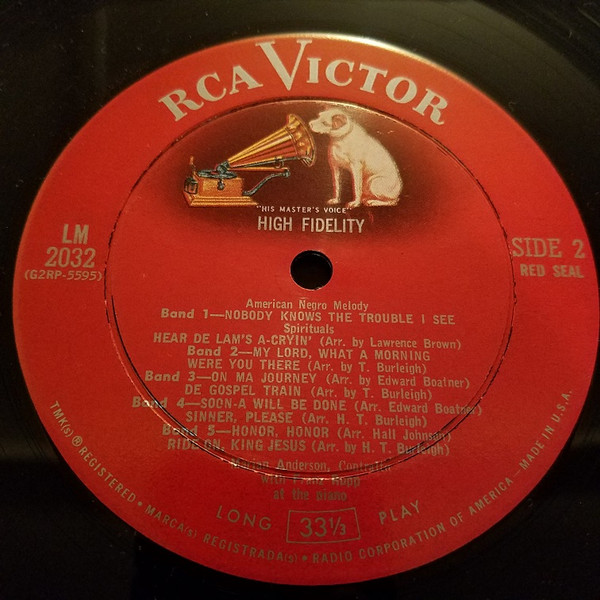 RCA VICTOR
"HIS MASTER'S VOICE"
HIGH FIDELITY
LM
2032
(G2RP-5595)
SIDE 2
RED SEAL
American Negro Melody
Band 1—NOBODY KNOWS THE TROUBLE I SEE
Spirituals
HEAR DE LAM'S A-CRYIN' (Arr. by Lawrence Brown)
Band 2—MY LORD, WHAT A MORNING
WERE YOU THERE (Arr. by T. Burleigh)
Band 3—ON MA JOURNEY (Arr. by Edward Boatner)
DE GOSPEL TRAIN (Arr. by T. Burleigh)
Band 4—SOON-A WILL BE DONE (Arr. Edward Boatner)
SINNER, PLEASE (Arr. H. T. Burleigh)
Band 5—HONOR, HONOR (Arr. Hall Johnson)
RIDE ON, KING JESUS (Arr. by H. T. Burleigh)
Marian Anderson, Contralto
with Franz Rupp
at the piano
LONG 33⅓ PLAY
TMK(s) ® REGISTERED • MARCA(s) REGISTRADA(s) • RADIO CORPORATION OF AMERICA—MADE IN U.S.A.